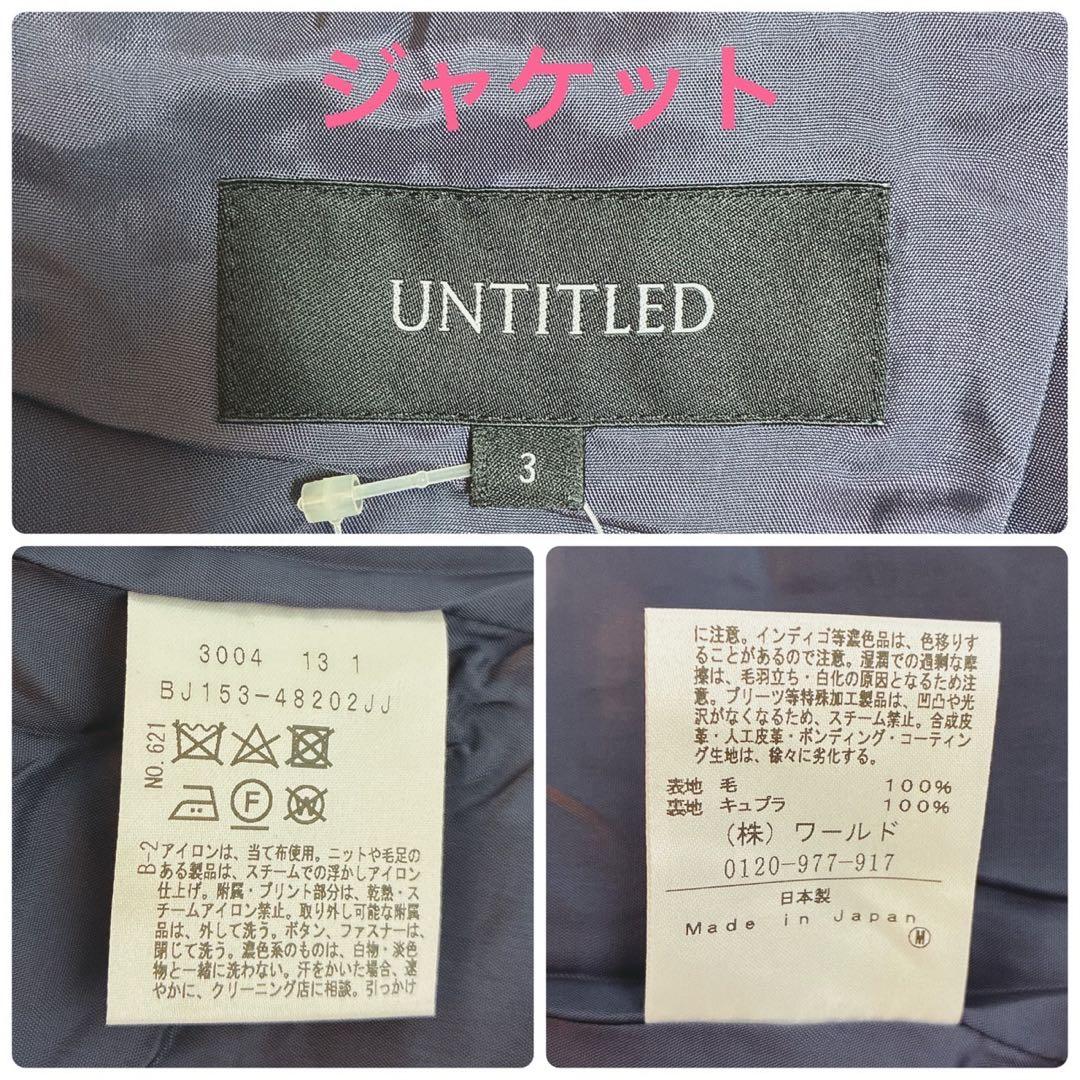 ジャケット
UNTITLED
3
3004 13 1
BJ153-48202JJ
NO.621
F
W
B-2
アイロンは、当て布使用。ニットや毛足の
ある製品は、スチームでの浮かしアイロン
仕上げ。附属・プリント部分は、乾熱・ス
チームアイロン禁止。取り外し可能な附属
品は、外して洗う。ボタン、ファスナーは、
閉じて洗う。濃色系のものは、白物・淡色
物と一緒に洗わない。汗をかいた場合、速
やかに、クリーニング店に相談。引っかけ
に注意。インディゴ等濃色品は、色移りす
ることがあるので注意。湿潤での過剰な摩
擦は、毛羽立ち・白化の原因となるため注
意。プリーツ等特殊加工製品は、凹凸や光
沢がなくなるため、スチーム禁止。合成皮
革・人工皮革・ボンディング・コーティン
グ生地は、徐々に劣化する。
表地 毛 100%
裏地 キュプラ 100%
(株) ワールド
0120-977-917
日本製
Made in Japan
M